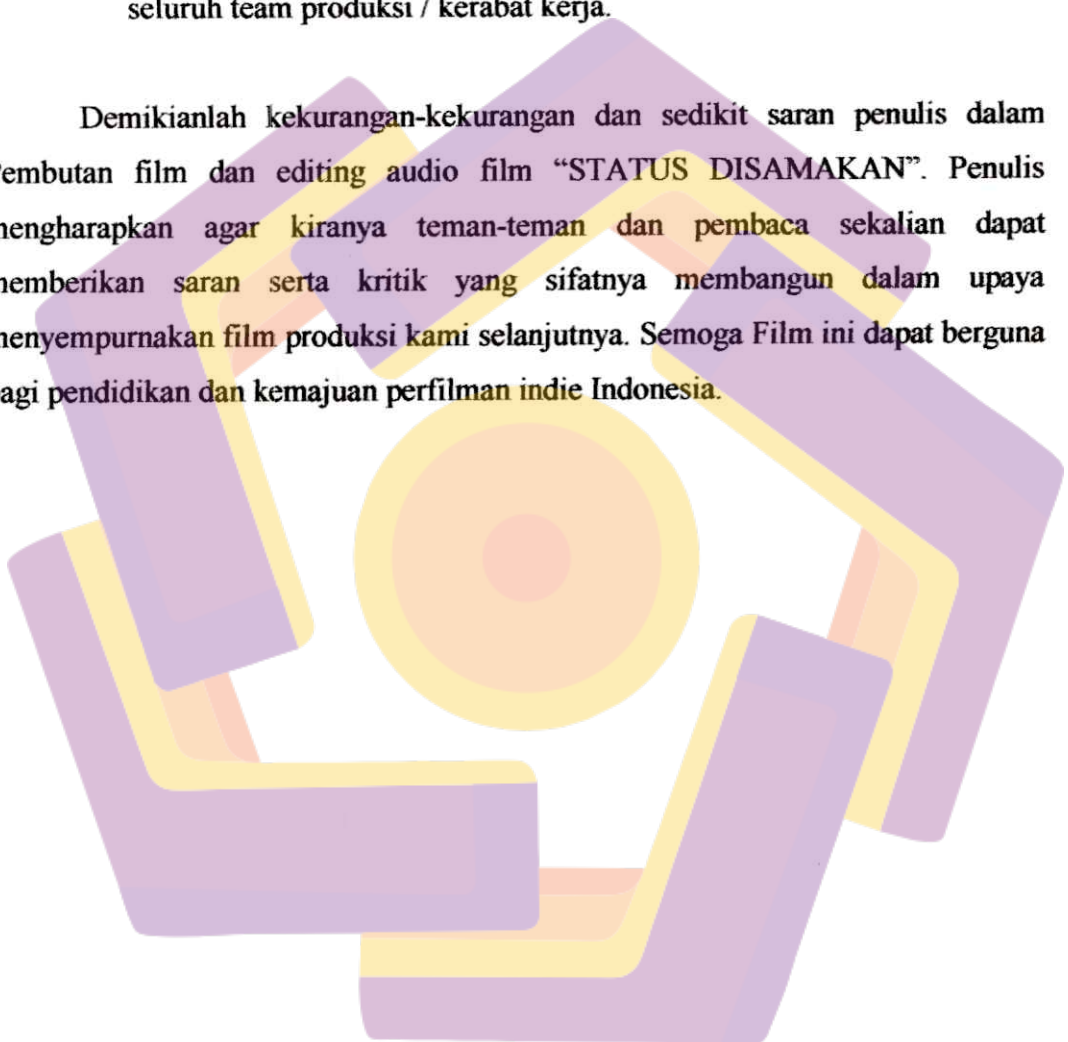 seluruh team produksi / kerabat kerja.
Demikianlah kekurangan-kekurangan dan sedikit saran penulis dalam
embutan film dan editing audio film “STATUS DISAMAKAN”. Penulis
engharapkan agar kiranya teman-teman dan pembaca sekalian dapat
emberikan saran serta kritik yang sifatnya membangun dalam upaya
enyempurnakan film produksi kami selanjutnya. Semoga Film ini dapat berguna
agi pendidikan dan kemajuan perfilman indie Indonesia.